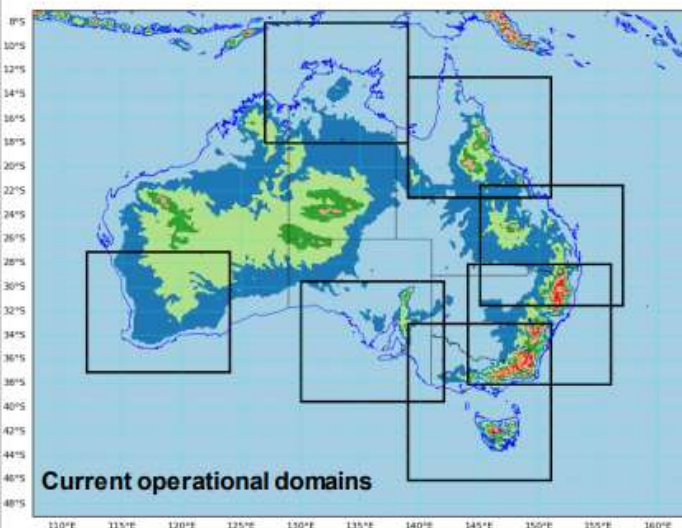 8°S
10°S
12°S
14°S
16°S
18°S
20°S
22°S
24°S
26°S
28°S
30°S
32°S
34°S
36°S
38°S
40°S
42°S
44°S
46°S
48°S
Current operational domains
110°E 115°E 120°E 125°E 130°E 135°E 140°E 145°E 150°E 155°E 160°E